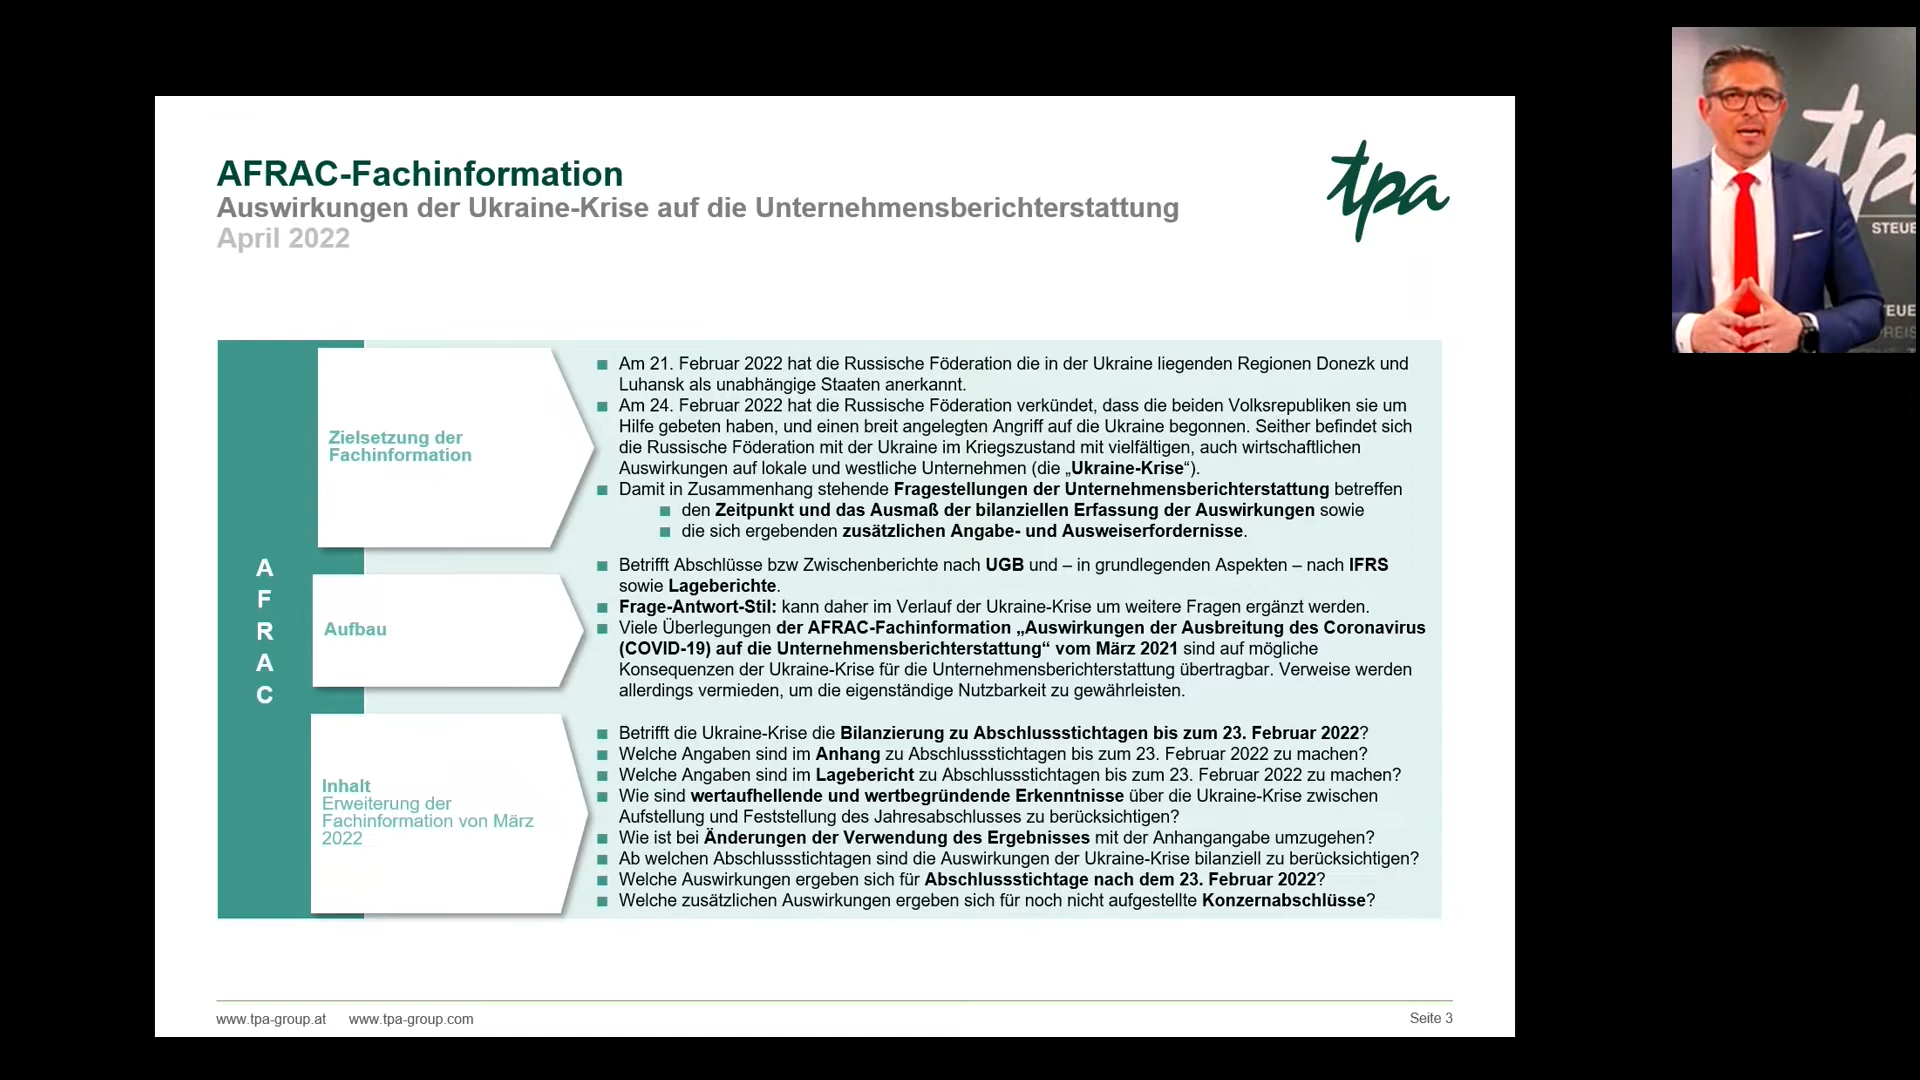 AFRAC-Fachinformation
Auswirkungen der Ukraine-Krise auf die Unternehmensberichterstattung
April 2022
tpa
A
F
R
A
C
Zielsetzung der
Fachinformation
Am 21. Februar 2022 hat die Russische Föderation die in der Ukraine liegenden Regionen Donezk und
Luhansk als unabhängige Staaten anerkannt.
Am 24. Februar 2022 hat die Russische Föderation verkündet, dass die beiden Volksrepubliken sie um
Hilfe gebeten haben, und einen breit angelegten Angriff auf die Ukraine begonnen. Seither befindet sich
die Russische Föderation mit der Ukraine im Kriegszustand mit vielfältigen, auch wirtschaftlichen
Auswirkungen auf lokale und westliche Unternehmen (die „Ukraine-Krise“).
Damit in Zusammenhang stehende Fragestellungen der Unternehmensberichterstattung betreffen
den Zeitpunkt und das Ausmaß der bilanziellen Erfassung der Auswirkungen sowie
die sich ergebenden zusätzlichen Angabe- und Ausweiserfordernisse.
Aufbau
Betrifft Abschlüsse bzw Zwischenberichte nach UGB und – in grundlegenden Aspekten – nach IFRS
sowie Lageberichte.
Frage-Antwort-Stil: kann daher im Verlauf der Ukraine-Krise um weitere Fragen ergänzt werden.
Viele Überlegungen der AFRAC-Fachinformation „Auswirkungen der Ausbreitung des Coronavirus
(COVID-19) auf die Unternehmensberichterstattung“ vom März 2021 sind auf mögliche
Konsequenzen der Ukraine-Krise für die Unternehmensberichterstattung übertragbar. Verweise werden
allerdings vermieden, um die eigenständige Nutzbarkeit zu gewährleisten.
Inhalt
Erweiterung der
Fachinformation von März
2022
Betrifft die Ukraine-Krise die Bilanzierung zu Abschlussstichtagen bis zum 23. Februar 2022?
Welche Angaben sind im Anhang zu Abschlussstichtagen bis zum 23. Februar 2022 zu machen?
Welche Angaben sind im Lagebericht zu Abschlussstichtagen bis zum 23. Februar 2022 zu machen?
Wie sind wertaufhellende und wertbegründende Erkenntnisse über die Ukraine-Krise zwischen
Aufstellung und Feststellung des Jahresabschlusses zu berücksichtigen?
Wie ist bei Änderungen der Verwendung des Ergebnisses mit der Anhangangabe umzugehen?
Ab welchen Abschlussstichtagen sind die Auswirkungen der Ukraine-Krise bilanziell zu berücksichtigen?
Welche Auswirkungen ergeben sich für Abschlussstichtage nach dem 23. Februar 2022?
Welche zusätzlichen Auswirkungen ergeben sich für noch nicht aufgestellte Konzernabschlüsse?
www.tpa-group.at www.tpa-group.com
Seite 3
tpa
STEUE